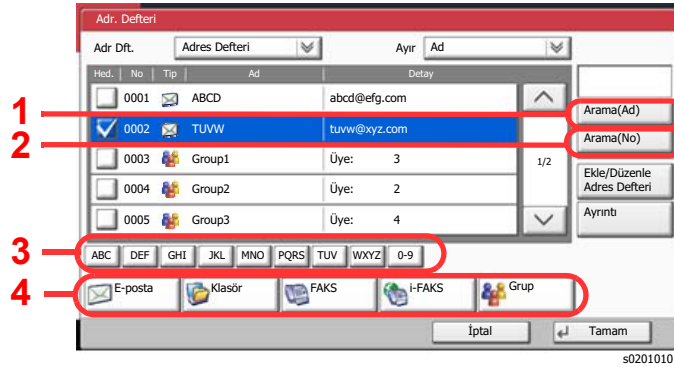 Adr. Defteri
Adr Dft. Adres Defteri Ayır Ad
Hed. No Tip Ad Detay
0001 ABCD abcd@efg.com
1 Arama(Ad)
0002 TUVW tuvw@xyz.com
2 Arama(No)
0003 Group1 Üye: 3 1/2
Ekle/Düzenle
Adres Defteri
0004 Group2 Üye: 2
Ayrıntı
0005 Group3 Üye: 4
3 ABC DEF GHI JKL MNO PQRS TUV WXYZ 0-9
4 E-posta Klasör FAKS i-FAKS Grup
İptal Tamam
s0201010